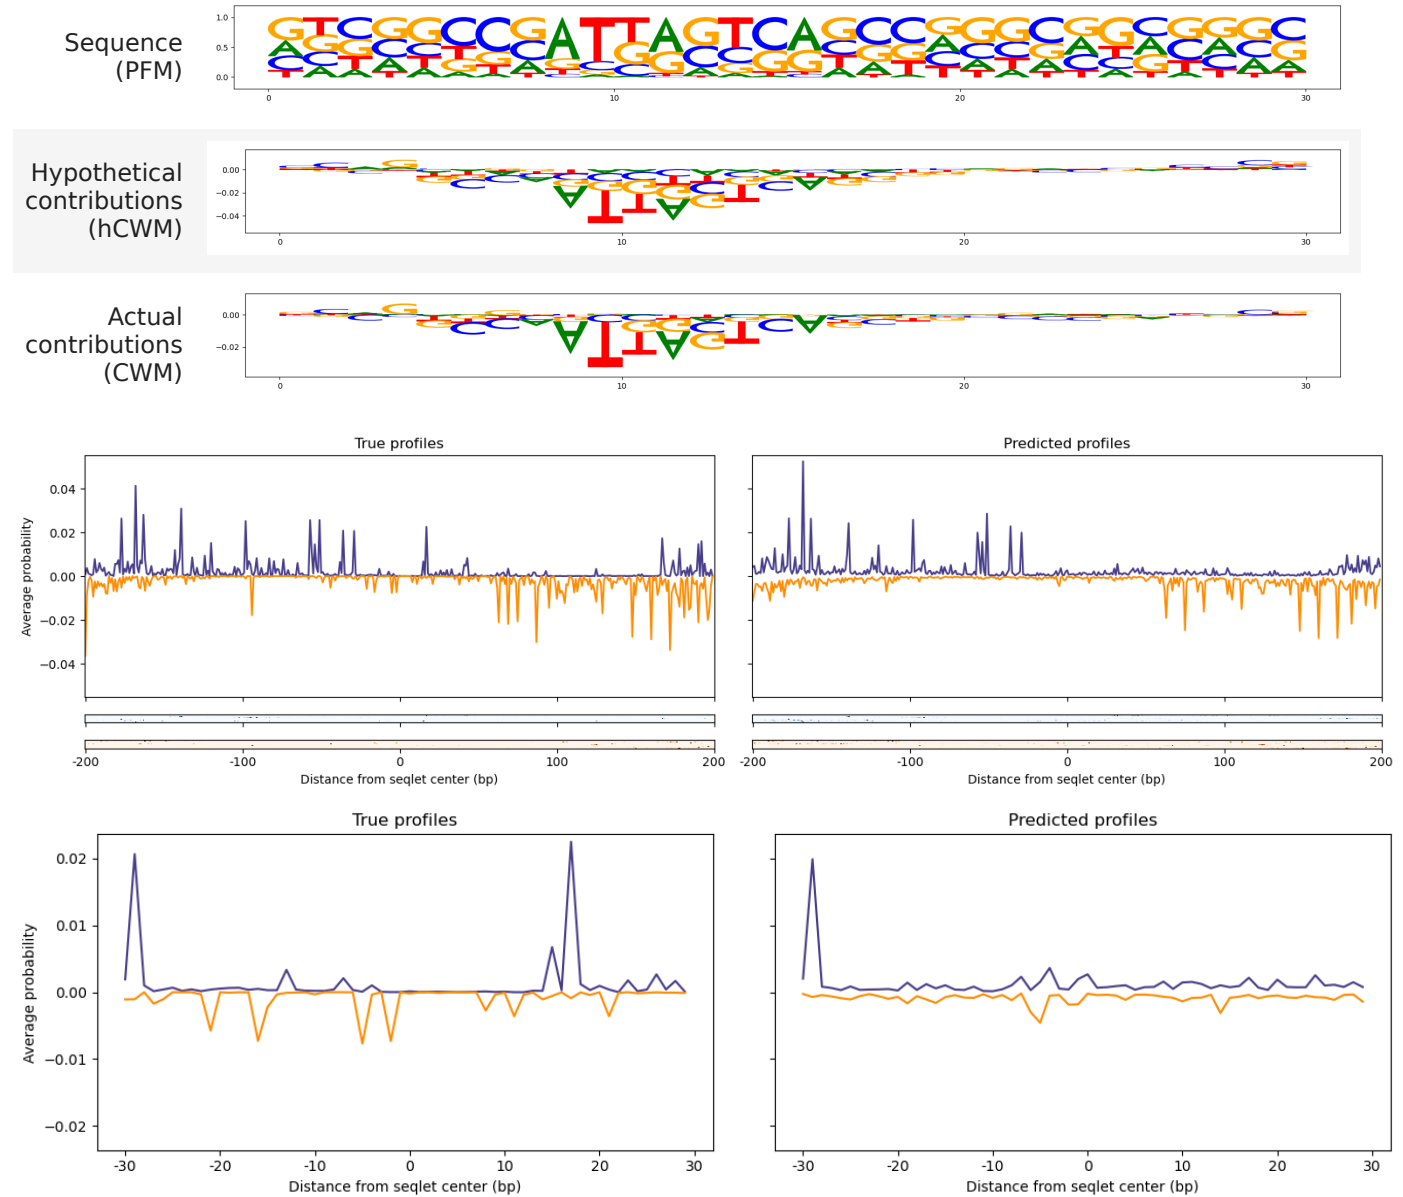 Sequence
(PFM)
1.0
0.5
0.0
0 10 20 30
Hypothetical
contributions
(hCWM)
0.00
−0.02
−0.04
0 10 20 30
Actual
contributions
(CWM)
0.00
−0.02
0 10 20 30
True profiles
Predicted profiles
Average probability
0.04
0.02
0.00
−0.02
−0.04
-200 -100 0 100 200
-200 -100 0 100 200
Distance from seqlet center (bp)
Distance from seqlet center (bp)
True profiles
Predicted profiles
Average probability
0.02
0.01
0.00
−0.01
−0.02
-30 -20 -10 0 10 20 30
-30 -20 -10 0 10 20 30
Distance from seqlet center (bp)
Distance from seqlet center (bp)